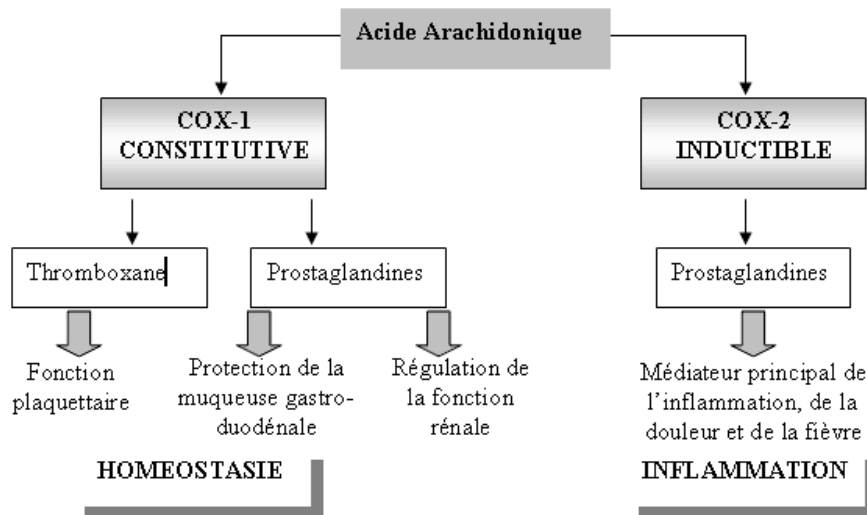 Acide Arachidonique
COX-1
CONSTITUTIVE
COX-2
INDUCTIBLE
Thromboxane
Prostaglandines
Prostaglandines
Fonction
plaquettaire
Protection de la
muqueuse gastro-
duodénale
Régulation de
la fonction
rénale
Médiateur principal de
l'inflammation, de la
douleur et de la fièvre
HOMEOSTASIE
INFLAMMATION